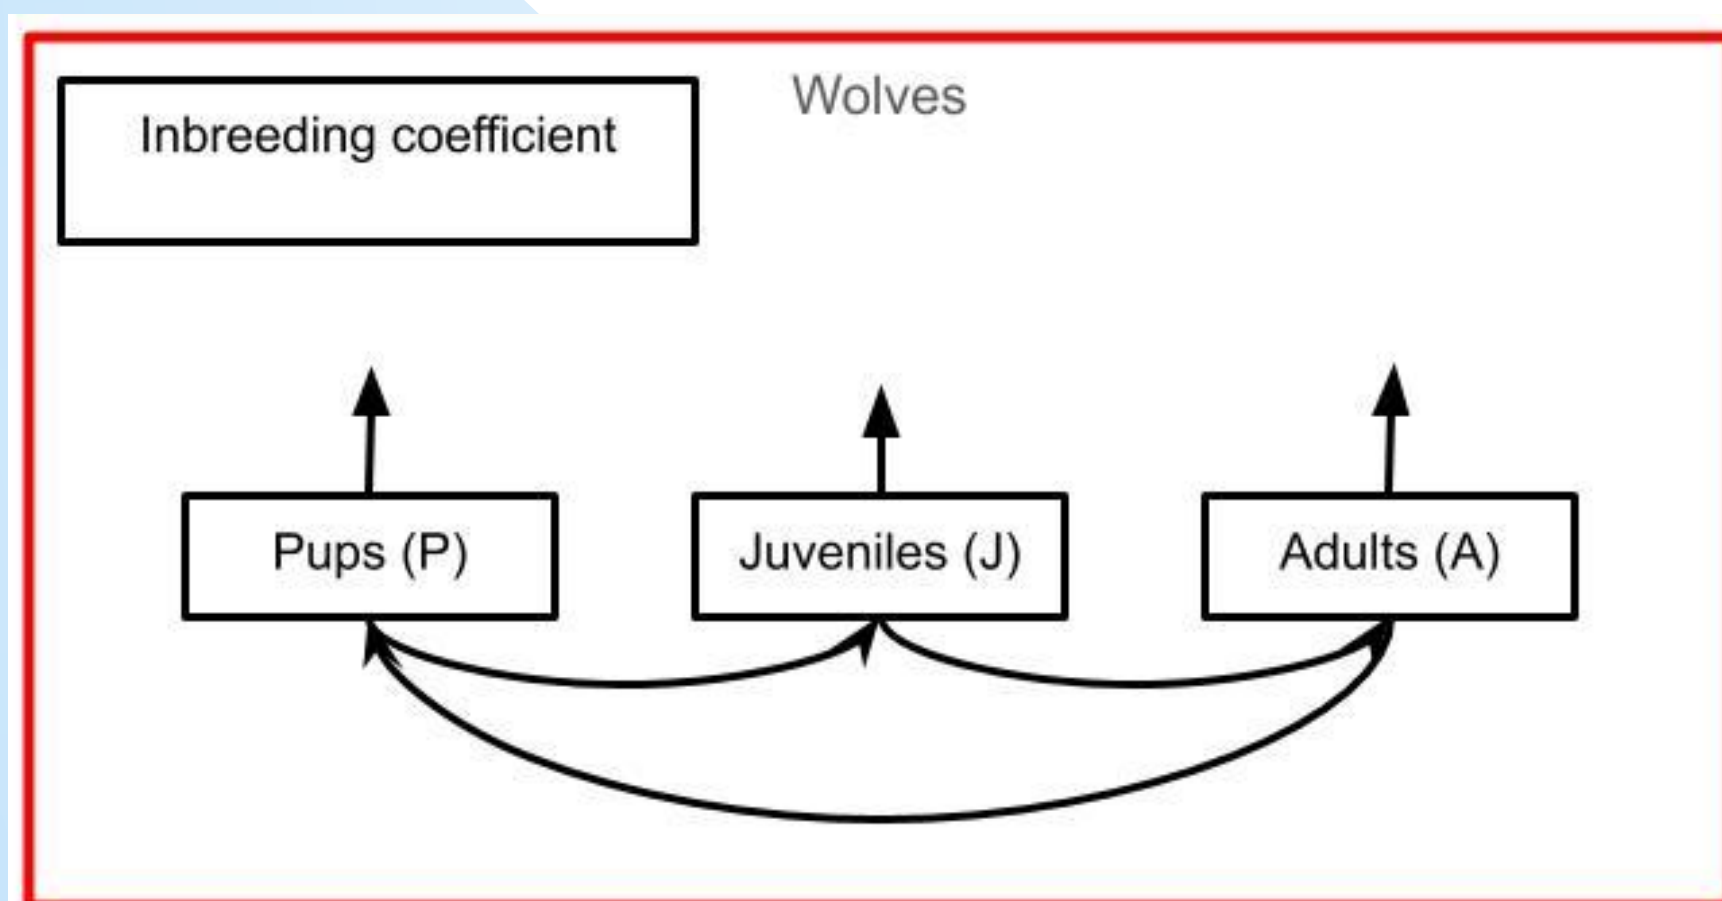 Wolves
Inbreeding coefficient
Pups (P)
Juveniles (J)
Adults (A)